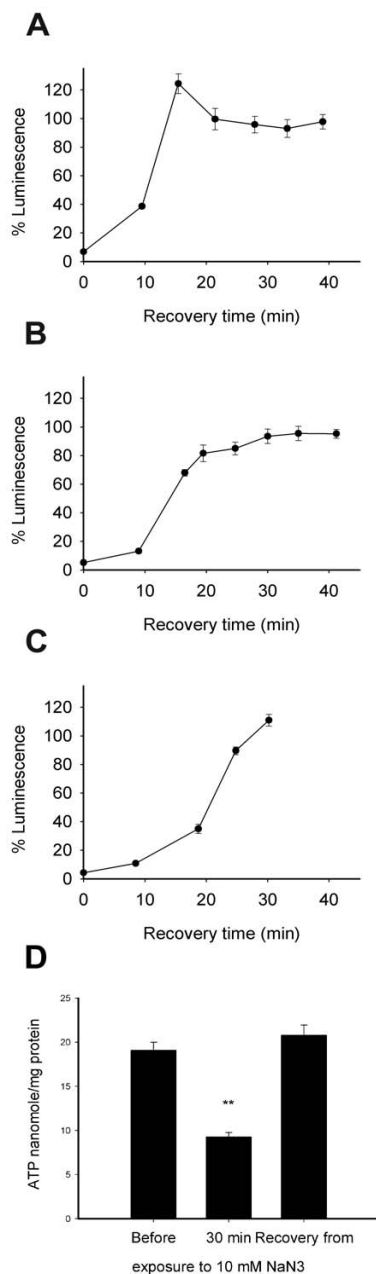 A
% Luminescence
120
100
80
60
40
20
0
0 10 20 30 40
Recovery time (min)
B
% Luminescence
120
100
80
60
40
20
0
0 10 20 30 40
Recovery time (min)
C
% Luminescence
120
100
80
60
40
20
0
0 10 20 30 40
Recovery time (min)
D
ATP nanomole/mg protein
25
20
15
10
5
0
**
Before 30 min Recovery from
exposure to 10 mM NaN3